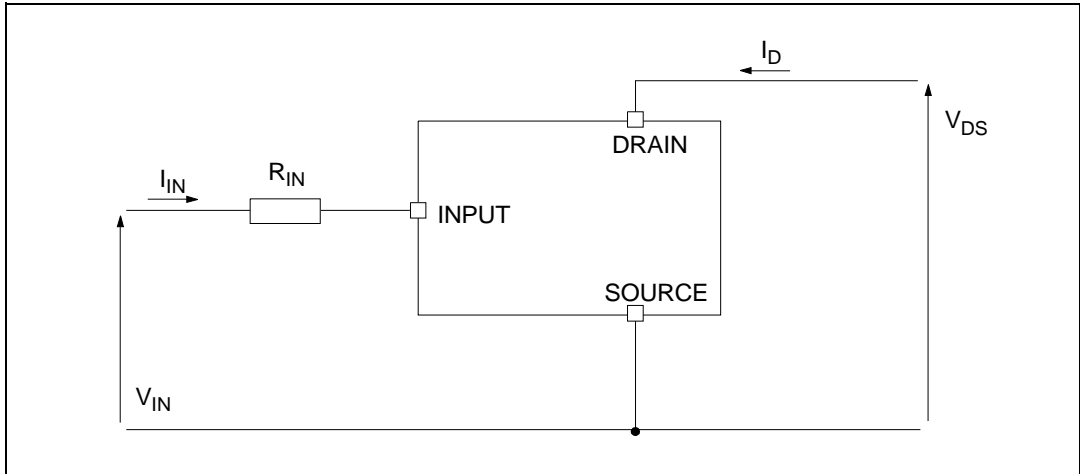 I_D
DRAIN
V_DS
I_IN
R_IN
INPUT
SOURCE
V_IN